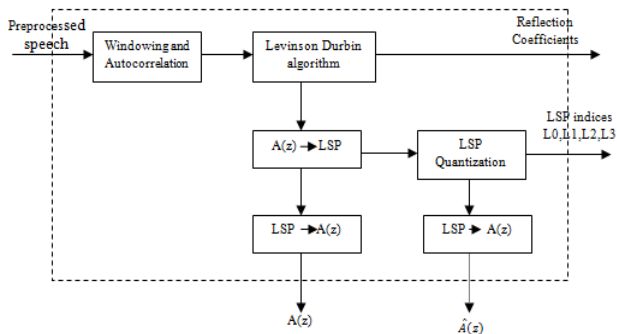 Preprocessed
speech
Windowing and
Autocorrelation
Levinson Durbin
algorithm
Reflection
Coefficients
A(z) → LSP
LSP
Quantization
LSP indices
L0,L1,L2,L3
LSP → A(z)
LSP → A(z)
A(z)
Â(z)